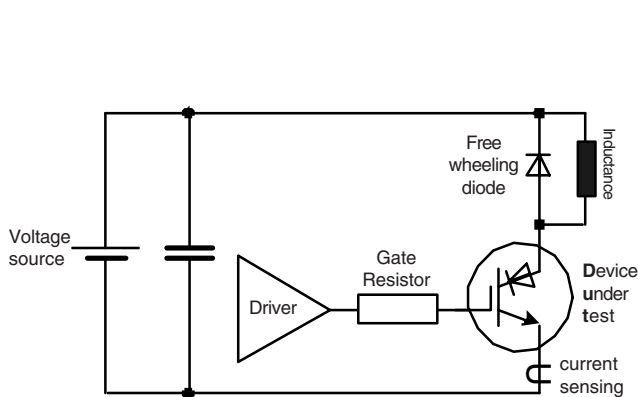 Voltage
source
Driver
Gate
Resistor
Free
wheeling
diode
Inductance
Device
under
test
current
sensing